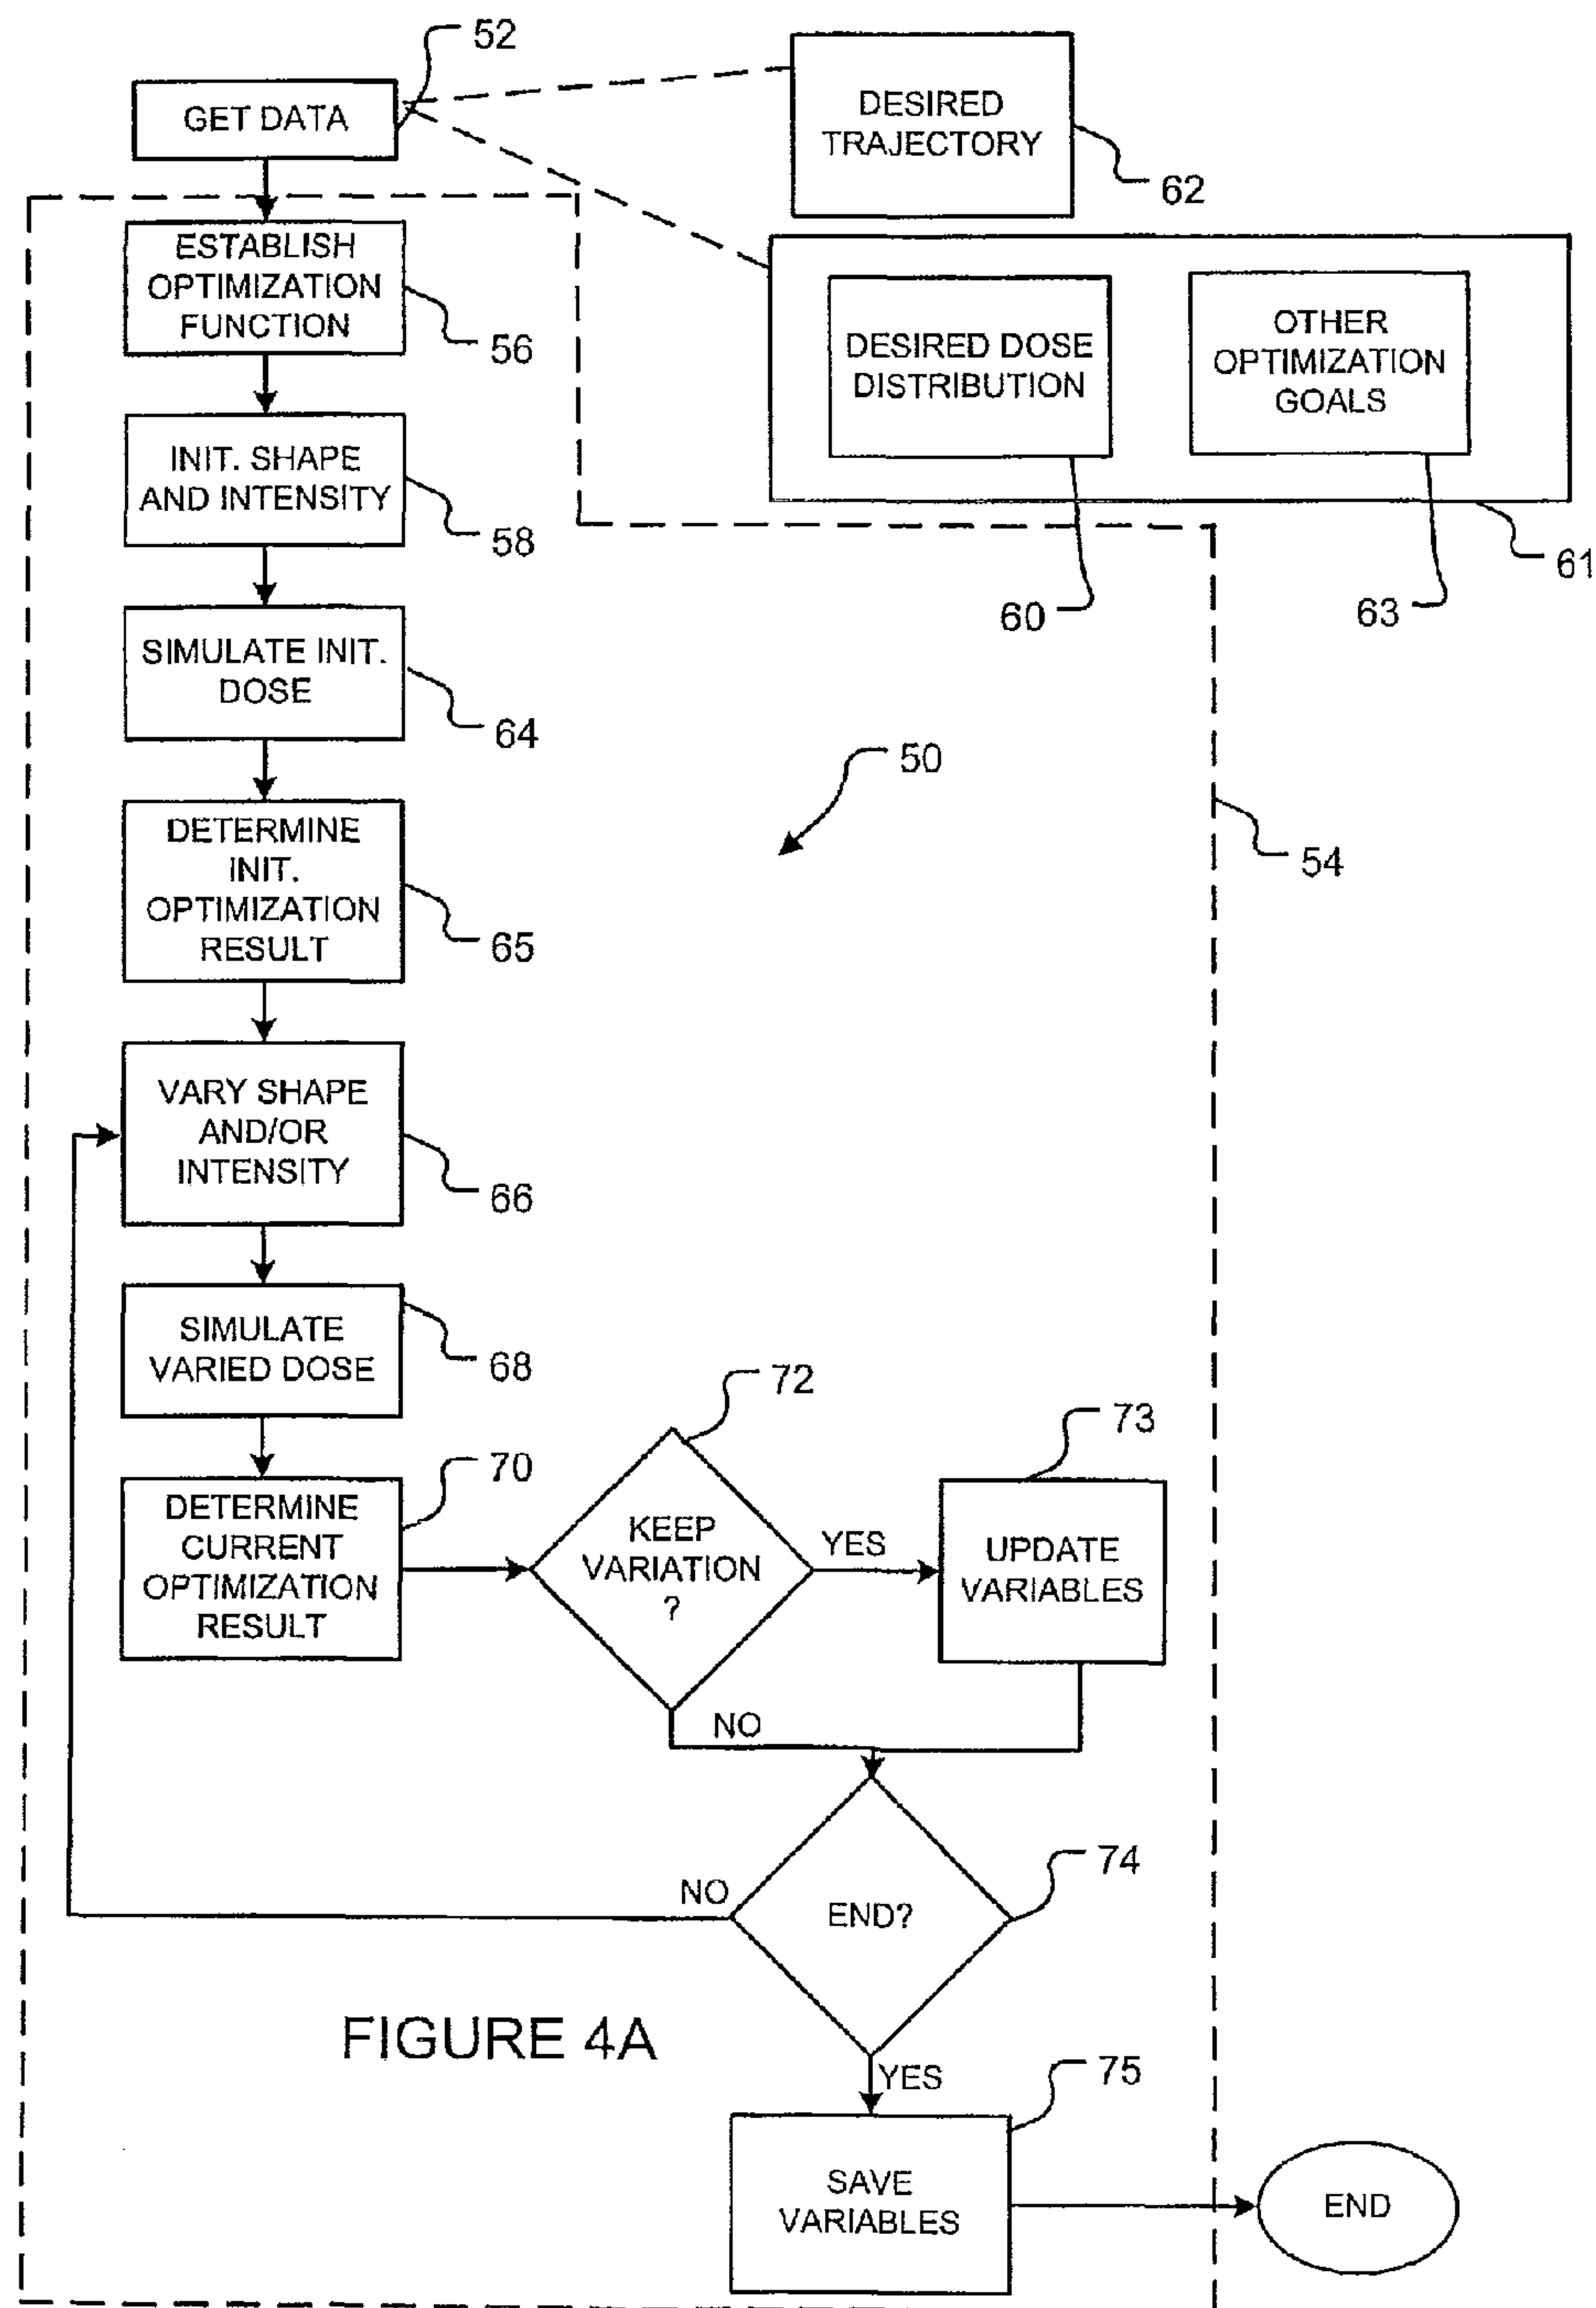 52
GET DATA
DESIRED
TRAJECTORY
62
ESTABLISH
OPTIMIZATION
FUNCTION
56
DESIRED DOSE
DISTRIBUTION
OTHER
OPTIMIZATION
GOALS
60
63
61
INIT. SHAPE
AND INTENSITY
58
SIMULATE INIT.
DOSE
64
50
54
DETERMINE
INIT.
OPTIMIZATION
RESULT
65
VARY SHAPE
AND/OR
INTENSITY
66
SIMULATE
VARIED DOSE
68
DETERMINE
CURRENT
OPTIMIZATION
RESULT
70
72
KEEP
VARIATION
?
YES
NO
73
UPDATE
VARIABLES
74
END?
NO
YES
FIGURE 4A
75
SAVE
VARIABLES
END